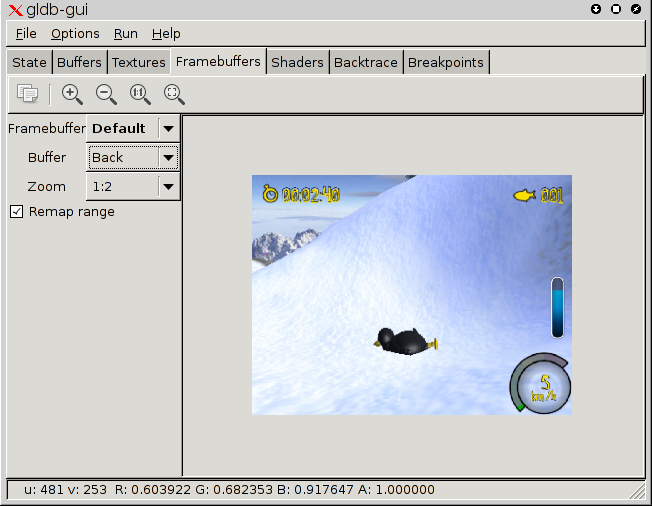 gldb-gui
File Options Run Help
State Buffers Textures Framebuffers Shaders Backtrace Breakpoints
1:1
Framebuffer Default
Buffer Back
Zoom 1:2
Remap range
00:02:40 001
5
km/h
u: 481 v: 253 R: 0.603922 G: 0.682353 B: 0.917647 A: 1.000000